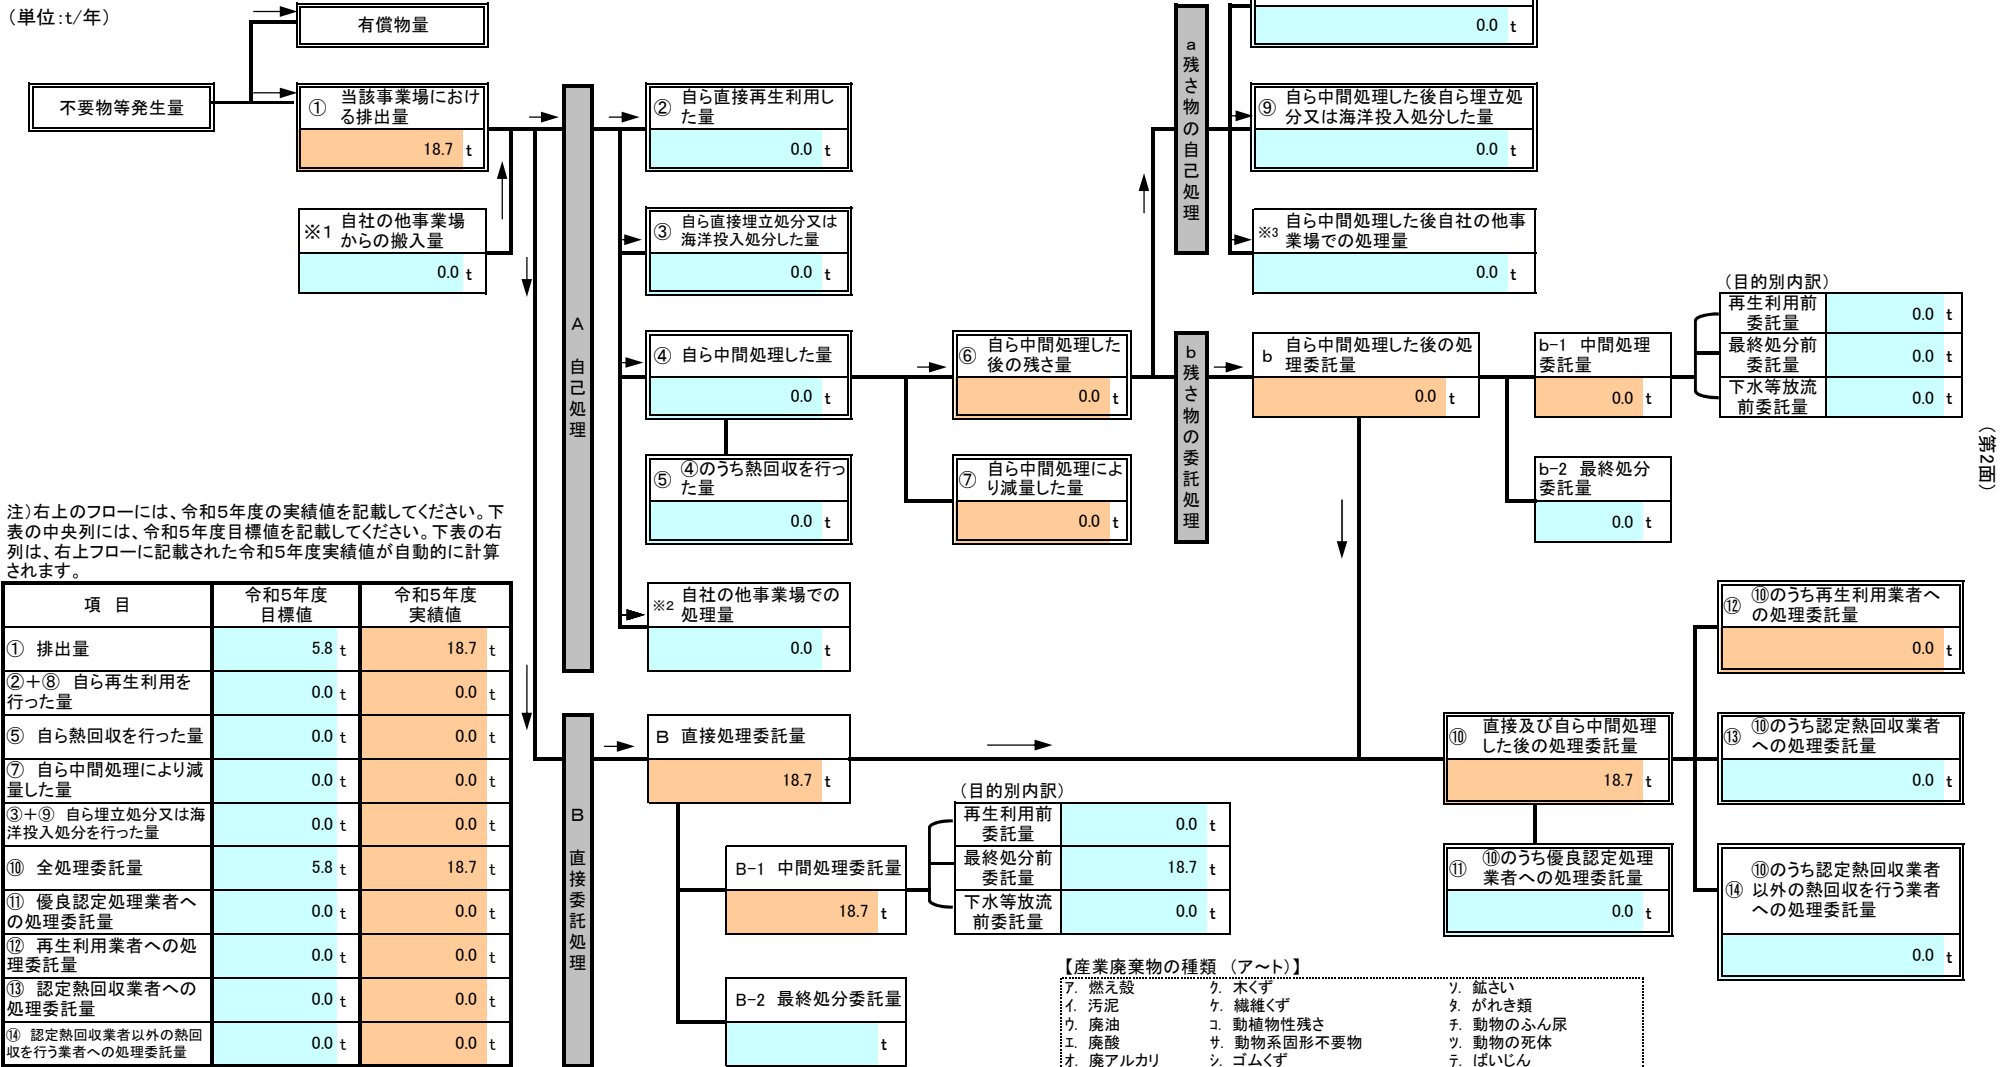 （単位:t/年）
有償物量
不要物等発生量
① 当該事業場におけ
る排出量
18.7 t
※1 自社の他事業場
からの搬入量
0.0 t
A 自己処理
② 自ら直接再生利用し
た量
0.0 t
③ 自ら直接埋立処分又は
海洋投入処分した量
0.0 t
④ 自ら中間処理した量
0.0 t
⑤ ④のうち熱回収を行っ
た量
0.0 t
※2 自社の他事業場での
処理量
0.0 t
⑥ 自ら中間処理した
後の残さ量
0.0 t
⑦ 自ら中間処理によ
り減量した量
0.0 t
a残さ物の自己処理
0.0 t
⑨ 自ら中間処理した後自ら埋立処
分又は海洋投入処分した量
0.0 t
※3 自ら中間処理した後自社の他事
業場での処理量
0.0 t
b残さ物の委託処理
b 自ら中間処理した後の処
理委託量
0.0 t
b-1 中間処理
委託量
0.0 t
b-2 最終処分
委託量
0.0 t
（目的別内訳）
再生利用前
委託量 0.0 t
最終処分前
委託量 0.0 t
下水等放流
前委託量 0.0 t
（第2面）
注）右上のフローには、令和5年度の実績値を記載してください。下
表の中央列には、令和5年度目標値を記載してください。下表の右
列は、右上フローに記載された令和5年度実績値が自動的に計算
されます。
項 目 令和5年度
目標値 令和5年度
実績値
① 排出量 5.8 t 18.7 t
②＋⑧ 自ら再生利用を
行った量 0.0 t 0.0 t
⑤ 自ら熱回収を行った量 0.0 t 0.0 t
⑦ 自ら中間処理により減
量した量 0.0 t 0.0 t
③＋⑨ 自ら埋立処分又は海
洋投入処分を行った量 0.0 t 0.0 t
⑩ 全処理委託量 5.8 t 18.7 t
⑪ 優良認定処理業者へ
の処理委託量 0.0 t 0.0 t
⑫ 再生利用業者への処
理委託量 0.0 t 0.0 t
⑬ 認定熱回収業者への
処理委託量 0.0 t 0.0 t
⑭ 認定熱回収業者以外の熱回
収を行う業者への処理委託量 0.0 t 0.0 t
B 直接委託処理
B 直接処理委託量
18.7 t
B-1 中間処理委託量
18.7 t
B-2 最終処分委託量
t
（目的別内訳）
再生利用前
委託量 0.0 t
最終処分前
委託量 18.7 t
下水等放流
前委託量 0.0 t
⑩ 直接及び自ら中間処理
した後の処理委託量
18.7 t
⑪ ⑩のうち優良認定処理
業者への処理委託量
0.0 t
⑫ ⑩のうち再生利用業者へ
の処理委託量
0.0 t
⑬ ⑩のうち認定熱回収業者
への処理委託量
0.0 t
⑭ ⑩のうち認定熱回収業者
以外の熱回収を行う業者
への処理委託量
0.0 t
【産業廃棄物の種類 （ア～ト）】
ア. 燃え殻 ク. 木くず ソ. 鉱さい
イ. 汚泥 ケ. 繊維くず タ. がれき類
ウ. 廃油 コ. 動植物性残さ チ. 動物のふん尿
エ. 廃酸 サ. 動物系固形不要物 ツ. 動物の死体
オ. 廃アルカリ シ. ゴムくず テ. ばいじん